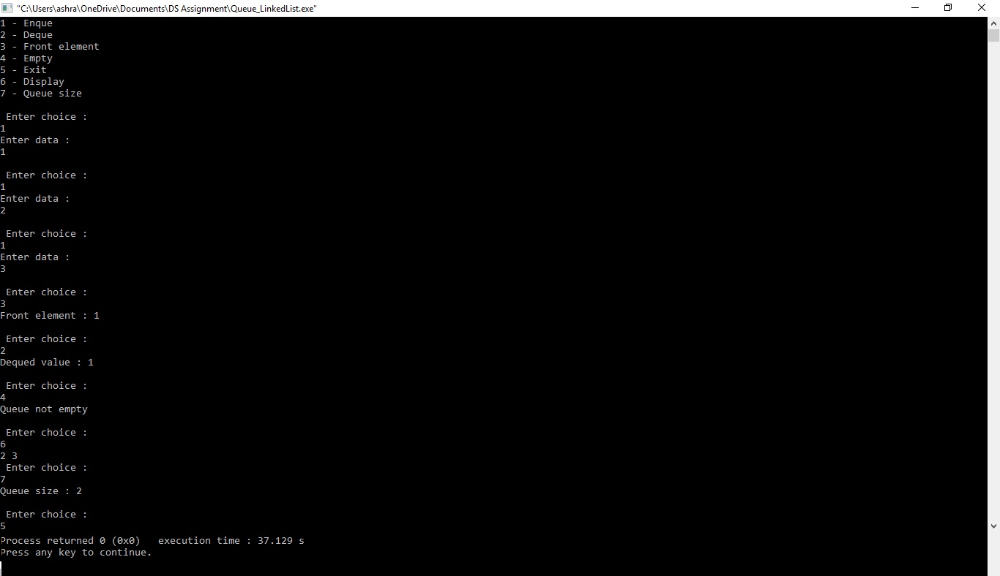 "C:\Users\ashra\OneDrive\Documents\DS Assignment\Queue_LinkedList.exe"
1 - Enque
2 - Deque
3 - Front element
4 - Empty
5 - Exit
6 - Display
7 - Queue size
Enter choice :
1
Enter data :
1
Enter choice :
1
Enter data :
2
Enter choice :
1
Enter data :
3
Enter choice :
3
Front element : 1
Enter choice :
2
Dequed value : 1
Enter choice :
4
Queue not empty
Enter choice :
6
2 3
Enter choice :
7
Queue size : 2
Enter choice :
5
Process returned 0 (0x0)   execution time : 37.129 s
Press any key to continue.